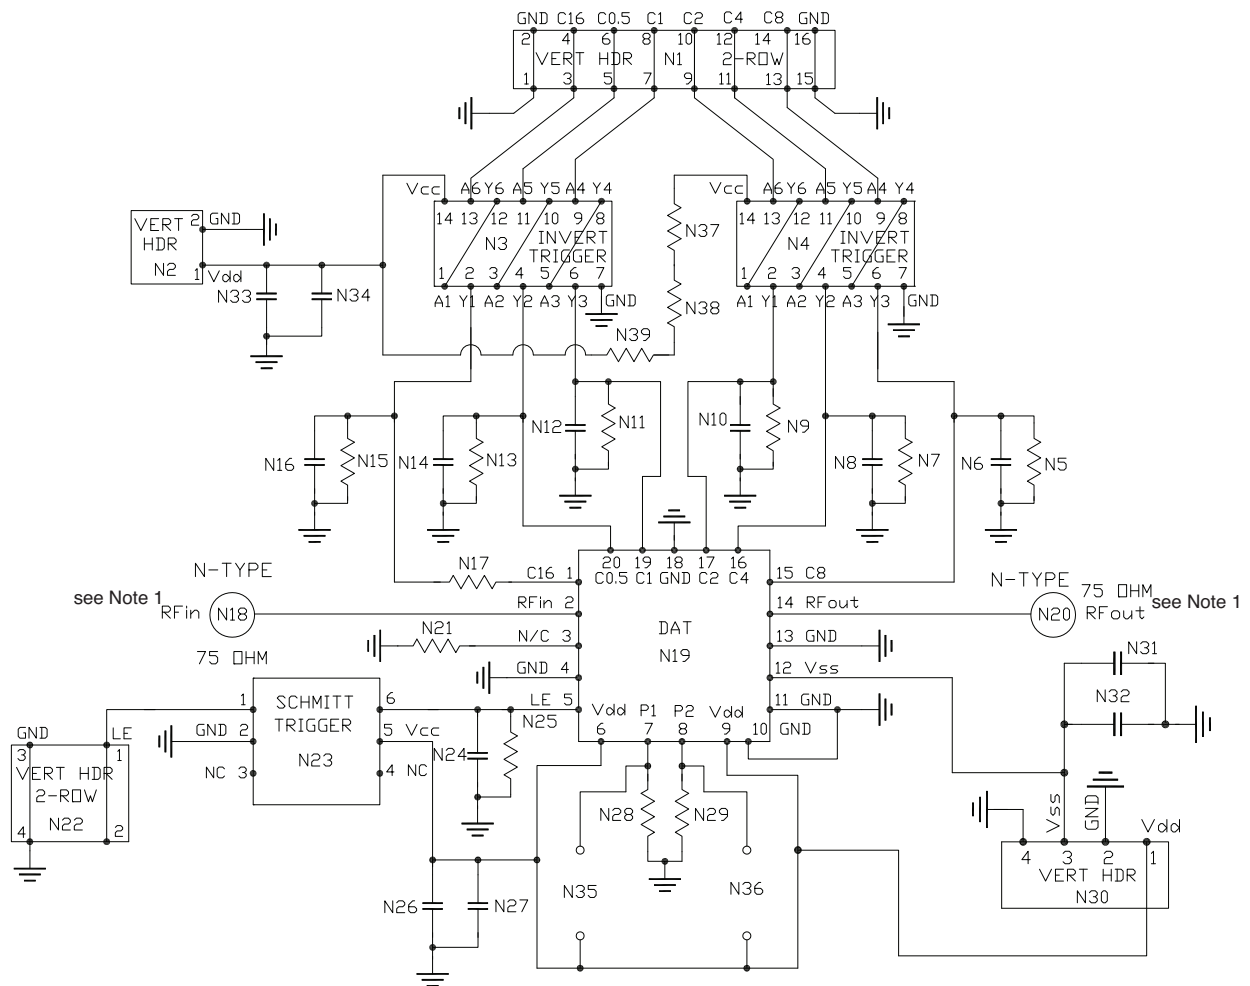 GND C16 C0.5 C1 C2 C4 C8 GND
2 4 6 8 10 12 14 16
VERT HDR N1 2-ROW
1 3 5 7 9 11 13 15
Vcc A6 Y6 A5 Y5 A4 Y4
14 13 12 11 10 9 8
N3 INVERT
TRIGGER
1 2 3 4 5 6 7
A1 Y1 A2 Y2 A3 Y3 GND
Vcc A6 Y6 A5 Y5 A4 Y4
14 13 12 11 10 9 8
N4 INVERT
TRIGGER
1 2 3 4 5 6 7
A1 Y1 A2 Y2 A3 Y3 GND
VERT 2 GND
HDR
N2 1 Vdd
N33 N34
N37
N38
N39
N16 N15 N14 N13 N12 N11 N10 N9 N8 N7 N6 N5
N17
20 19 18 17 16
C0.5 C1 GND C2 C4
C16 1
15 C8
N-TYPE
see Note 1 RFin N18
75 OHM
RFin 2
14 RFout
N-TYPE
75 OHM
N20 RFout see Note 1
N21 N/C 3
DAT
N19
13 GND
GND 4
12 Vss
LE 5
11 GND
Vdd P1 P2 Vdd
6 7 8 9 10 GND
N31
N32
1 SCHMITT 6
TRIGGER
GND 2 5 Vcc
N23
NC 3 4 NC
N24 N25
GND LE
3 1
VERT HDR
2-ROW
N22
4 2
N28 N29
N26 N27
N35 N36
Vss GND Vdd
4 3 2 1
VERT HDR
N30